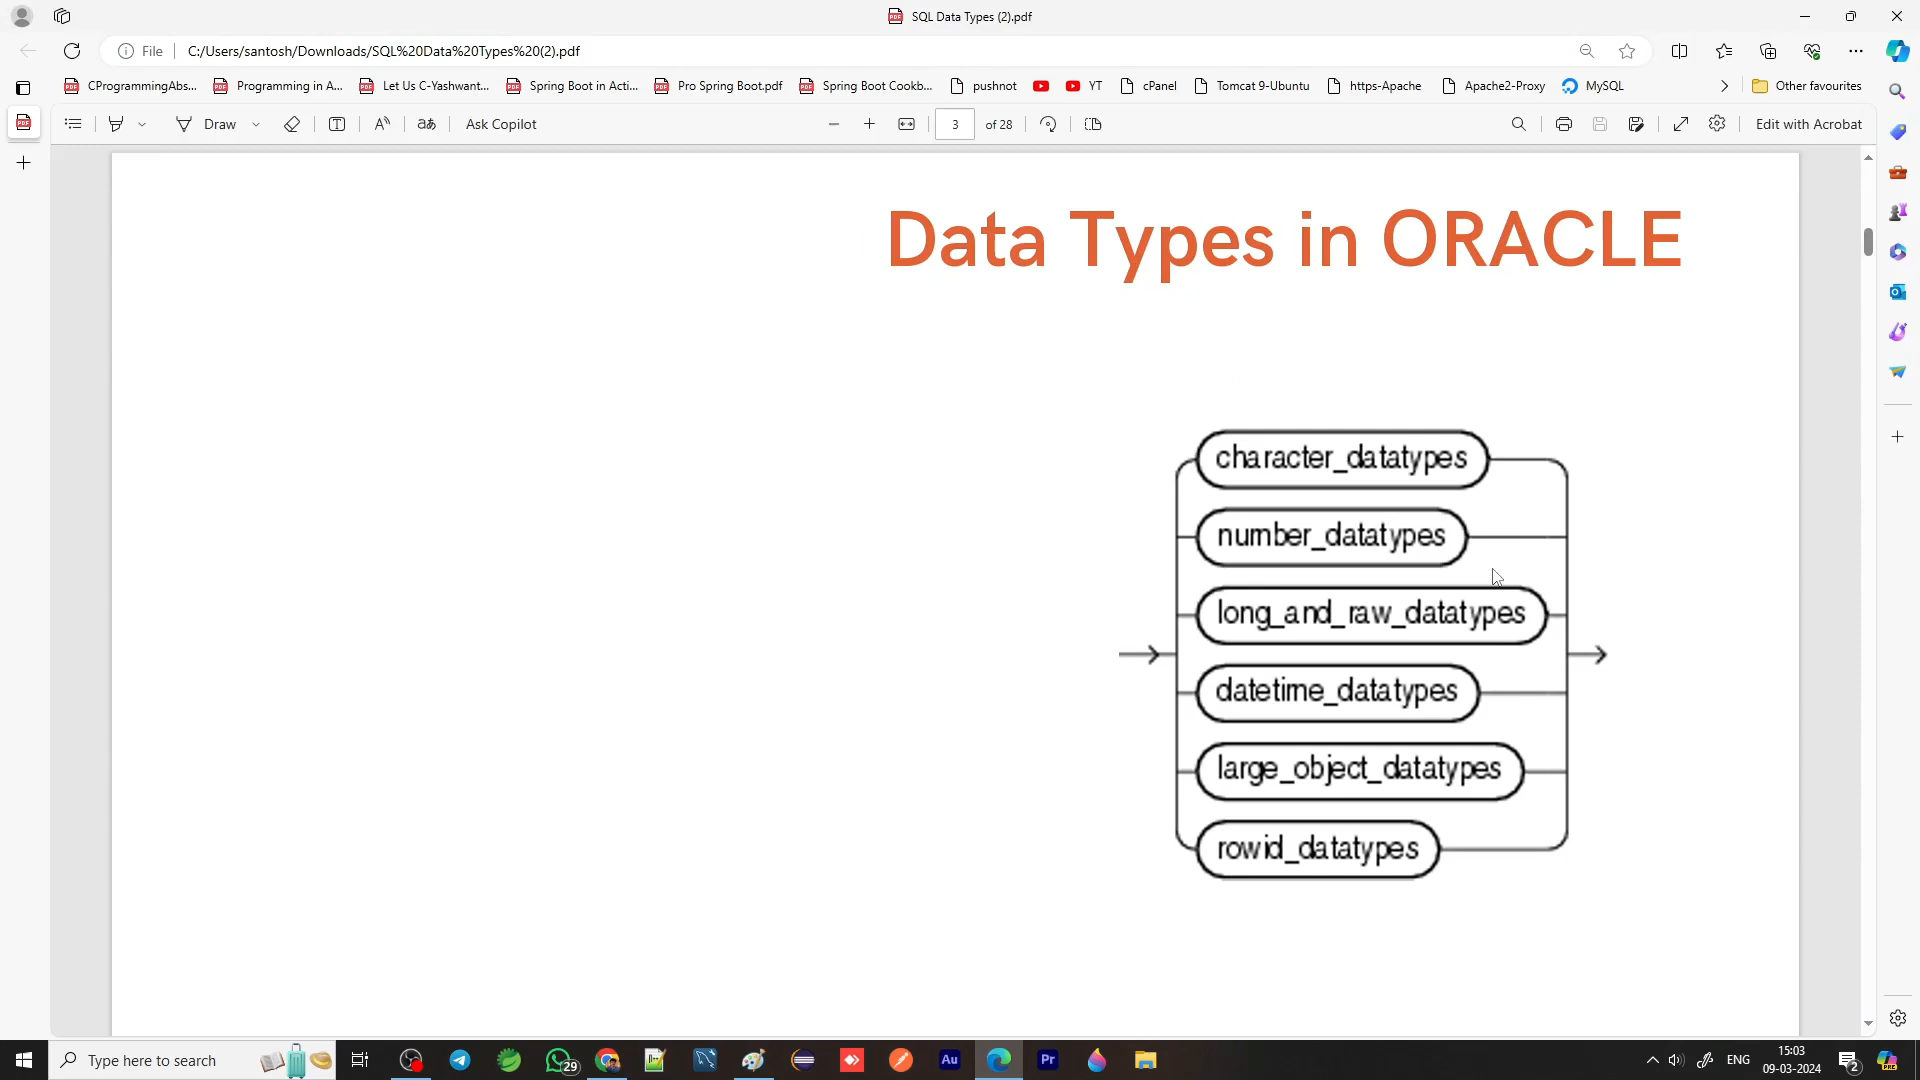 SQL Data Types (2).pdf
File
C:/Users/santosh/Downloads/SQL%20Data%20Types%20(2).pdf
CProgrammingAbs...
Programming in A...
Let Us C-Yashwant...
Spring Boot in Acti...
Pro Spring Boot.pdf
Spring Boot Cookb...
pushnot
YT
cPanel
Tomcat 9-Ubuntu
https-Apache
Apache2-Proxy
MySQL
Other favourites
Draw
Ask Copilot
3
of 28
Edit with Acrobat
Data Types in ORACLE
character_datatypes
number_datatypes
long_and_raw_datatypes
datetime_datatypes
large_object_datatypes
rowid_datatypes
Type here to search
29
Au
Pr
ENG
15:03
09-03-2024
2